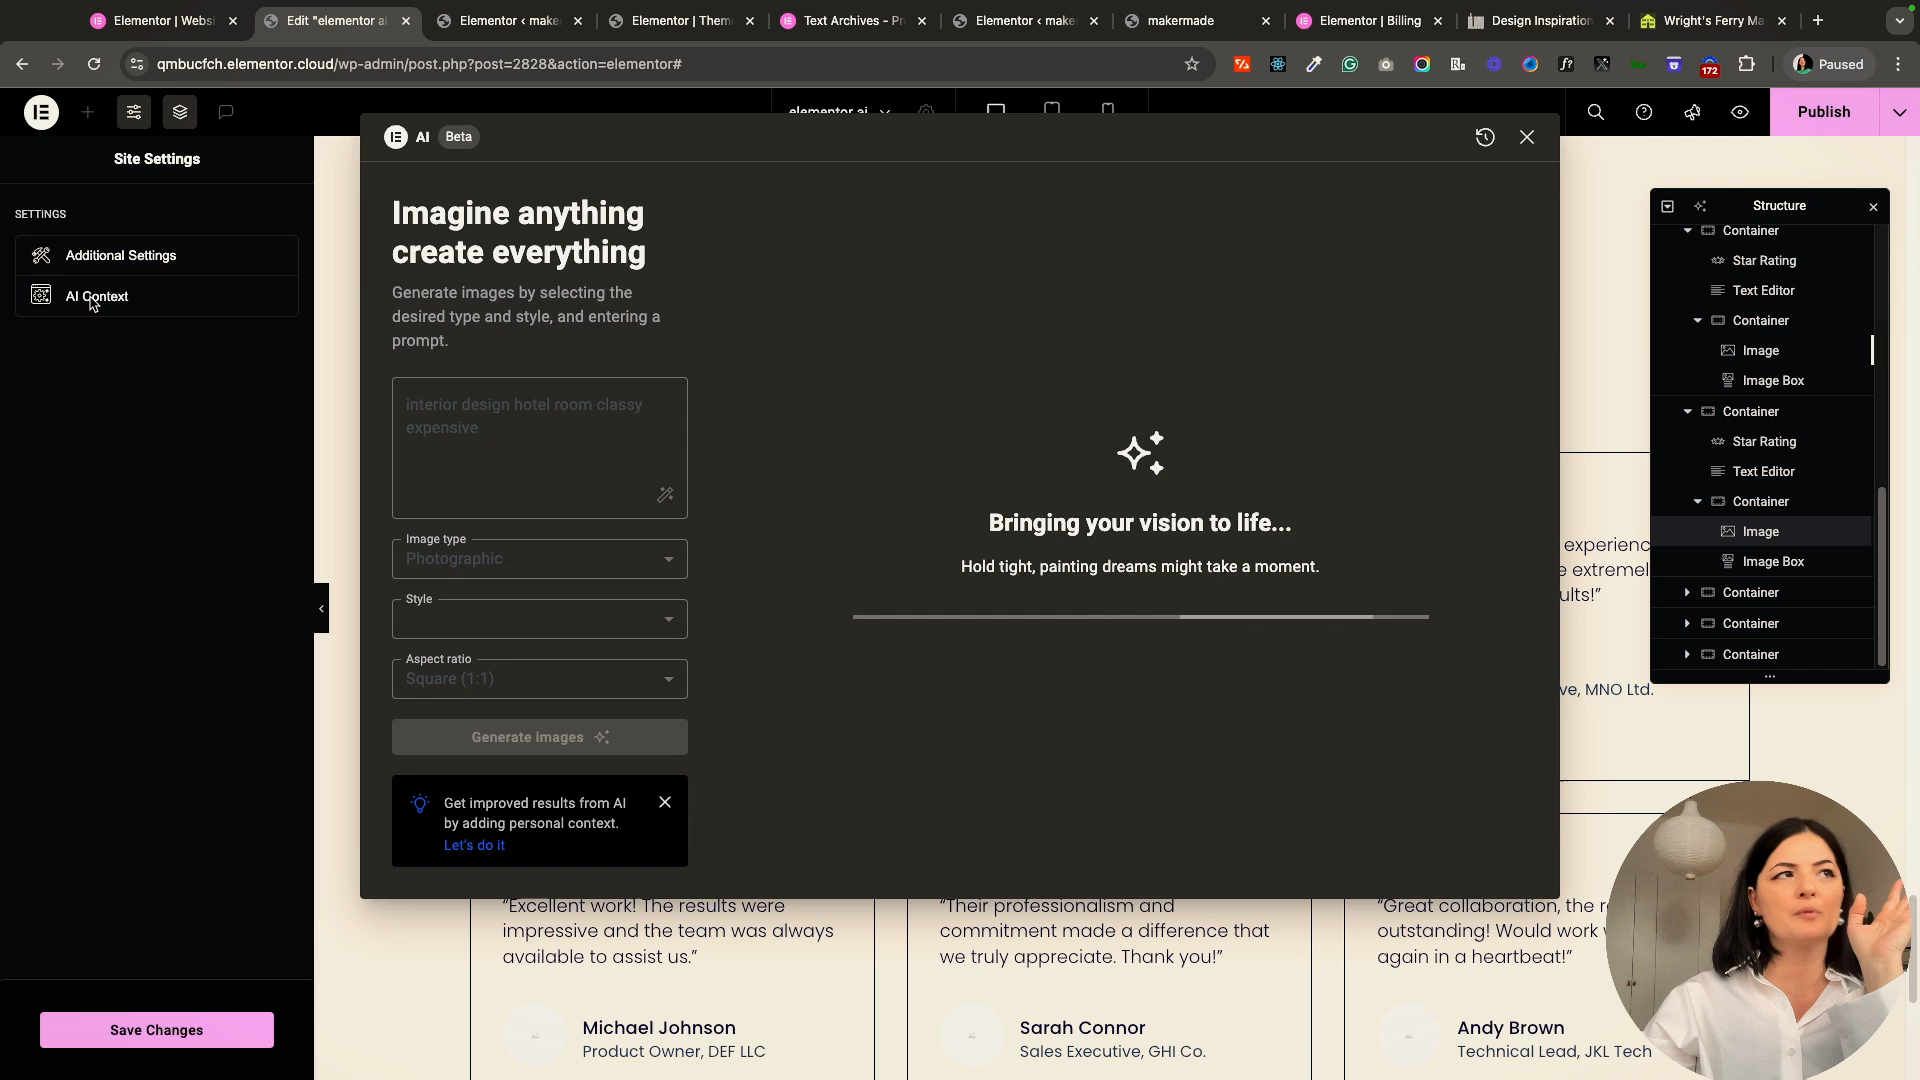 Elementor | Websi
Edit "elementor ai
Elementor < make
Elementor | Them
Text Archives - Pr
Elementor < make
makermade
Elementor | Billing
Design Inspiration
Wright's Ferry Ma
qmbucfch.elementor.cloud/wp-admin/post.php?post=2828&action=elementor#
172
Paused
elementor ai
Publish
Site Settings
SETTINGS
Additional Settings
AI Context
Save Changes
AI Beta
Imagine anything
create everything
Generate images by selecting the
desired type and style, and entering a
prompt.
interior design hotel room classy
expensive
Image type
Photographic
Style
Aspect ratio
Square (1:1)
Generate images
Get improved results from AI
by adding personal context.
Let's do it
Bringing your vision to life...
Hold tight, painting dreams might take a moment.
Structure
Container
Star Rating
Text Editor
Container
Image
Image Box
Container
Star Rating
Text Editor
Container
Image
Image Box
Container
Container
Container
experienc
e extremel
ults!”
ve, MNO Ltd.
“Excellent work! The results were
impressive and the team was always
available to assist us.”
Michael Johnson
Product Owner, DEF LLC
“Their professionalism and
commitment made a difference that
we truly appreciate. Thank you!”
Sarah Connor
Sales Executive, GHI Co.
“Great collaboration, the r
outstanding! Would work
again in a heartbeat!”
Andy Brown
Technical Lead, JKL Tech